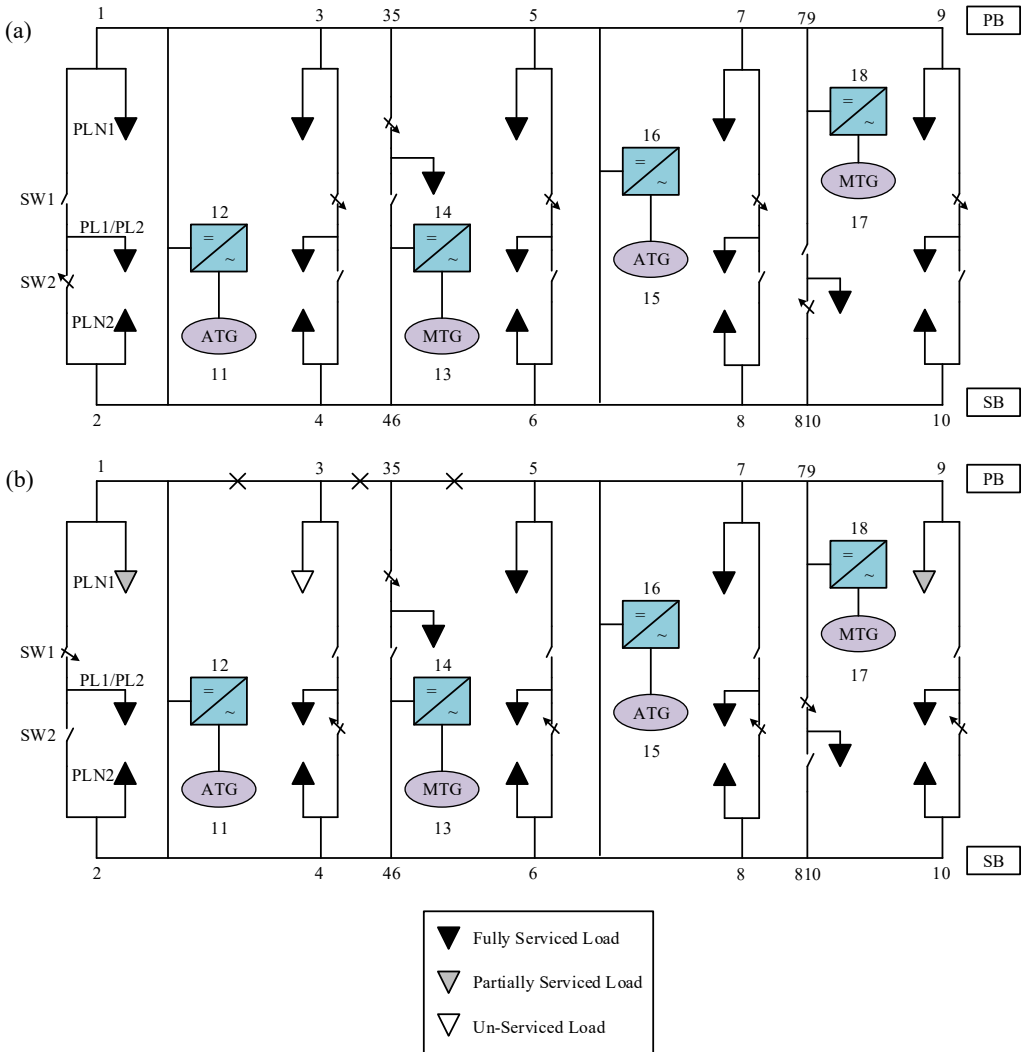 1 3 35 5 7 79 9 PB
(a)
18
PLN1
16
MTG
SW1
17
PL1/PL2 12 14
ATG
SW2
15
PLN2
ATG MTG
11 13
SB
2 4 46 6 8 810 10
(b) 1 3 35 5 7 79 9 PB
18
PLN1
16
MTG
SW1
17
PL1/PL2 12 14
ATG
SW2
15
PLN2
ATG MTG
11 13
SB
2 4 46 6 8 810 10
Fully Serviced Load
Partially Serviced Load
Un-Serviced Load